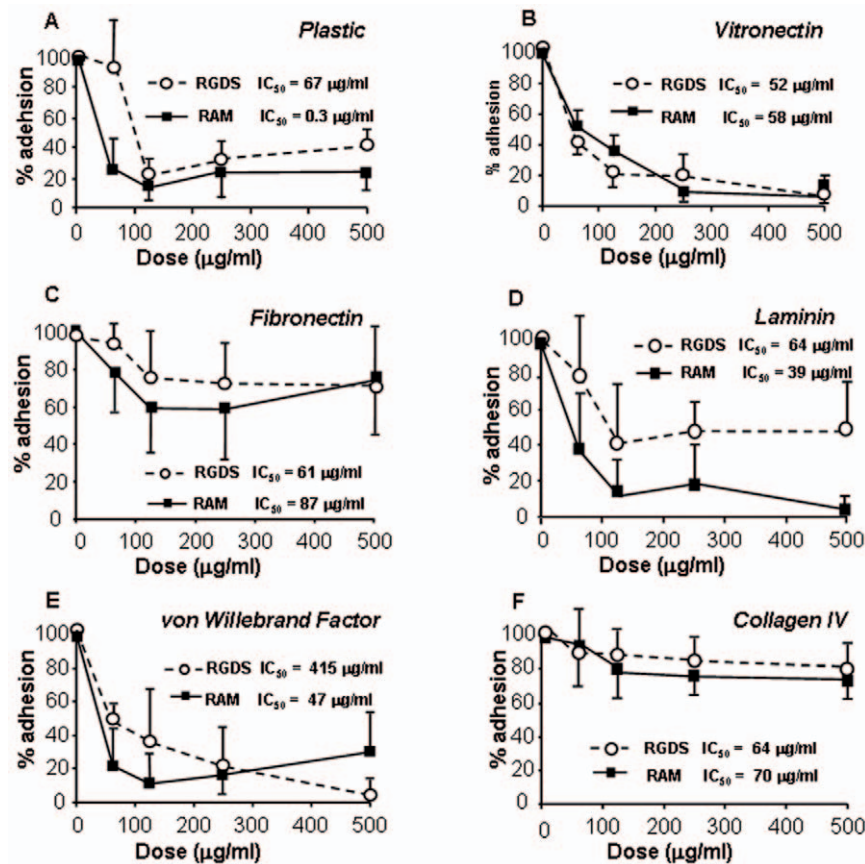 A
Plastic
100
80
60
40
20
0
% adehsion
RGDS IC50 = 67 µg/ml
RAM IC50 = 0.3 µg/ml
0 100 200 300 400 500
Dose (µg/ml)
B
Vitronectin
100
80
60
40
20
0
% adhesion
RGDS IC50 = 52 µg/ml
RAM IC50 = 58 µg/ml
0 100 200 300 400 500
Dose (µg/ml)
C
Fibronectin
100
80
60
40
20
0
% adhesion
RGDS IC50 = 61 µg/ml
RAM IC50 = 87 µg/ml
0 100 200 300 400 500
Dose (µg/ml)
D
Laminin
100
80
60
40
20
0
% adhesion
RGDS IC50 = 64 µg/ml
RAM IC50 = 39 µg/ml
0 100 200 300 400 500
Dose (µg/ml)
E
von Willebrand Factor
100
80
60
40
20
0
% adhesion
RGDS IC50 = 415 µg/ml
RAM IC50 = 47 µg/ml
0 100 200 300 400 500
Dose (µg/ml)
F
Collagen IV
100
80
60
40
20
0
% adhesion
RGDS IC50 = 64 µg/ml
RAM IC50 = 70 µg/ml
0 100 200 300 400 500
Dose (µg/ml)